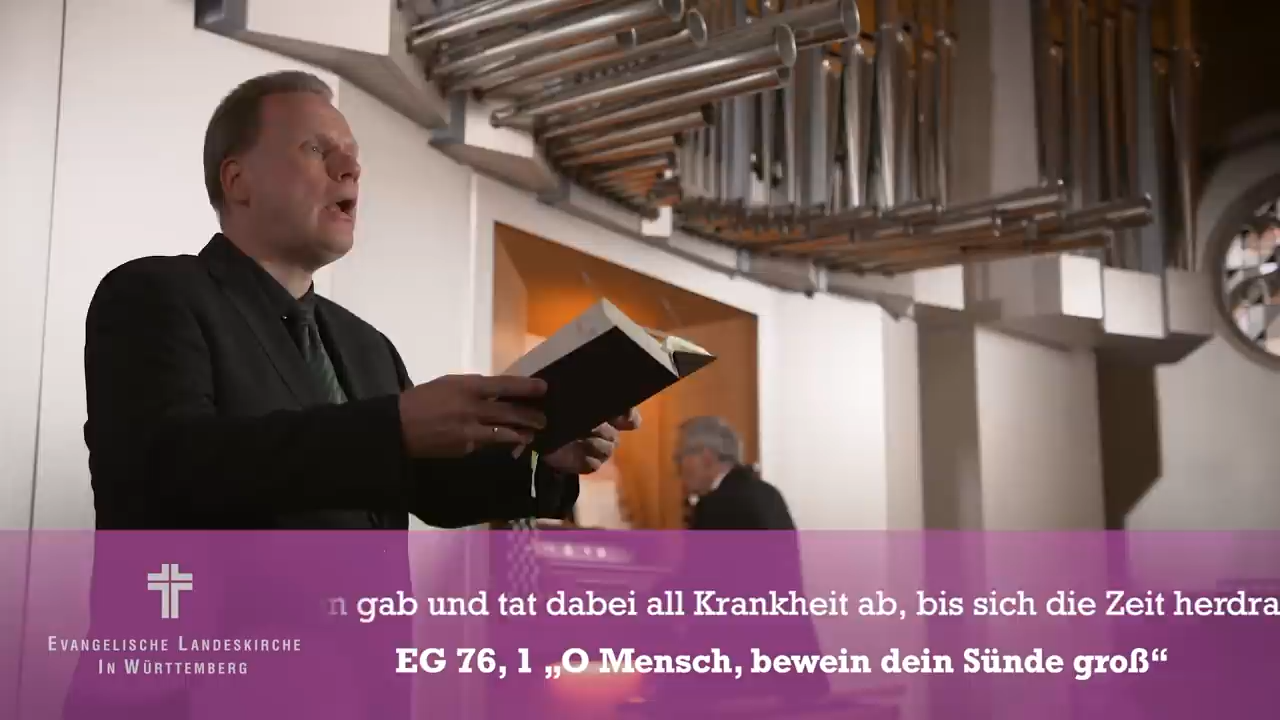 gab und tat dabei all Krankheit ab, bis sich die Zeit herdra
EG 76, 1 „O Mensch, bewein dein Sünde groß“
EVANGELISCHE LANDESKIRCHE
IN WÜRTTEMBERG